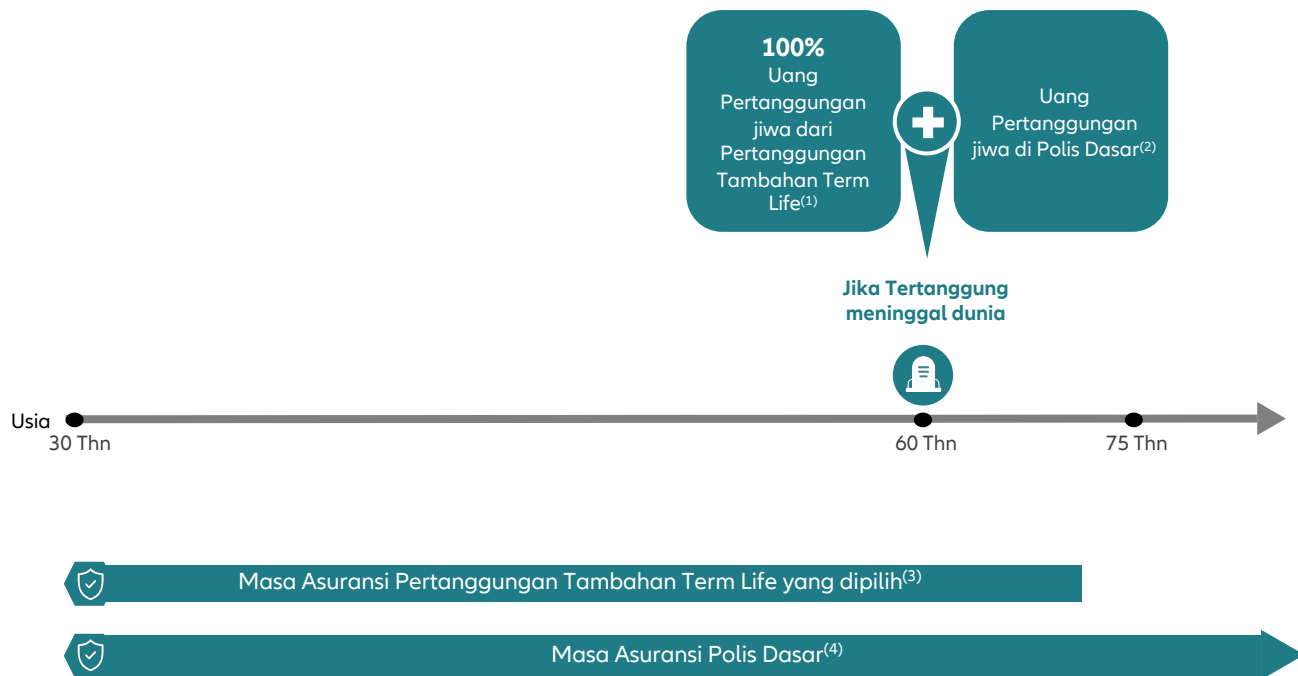 100%
Uang
Pertanggungan
jiwa dari
Pertanggungan
Tambahan Term
Life(1)
Uang
Pertanggungan
jiwa di Polis Dasar(2)
Jika Tertanggung
meninggal dunia
Usia
30 Thn
60 Thn
75 Thn
Masa Asuransi Pertanggungan Tambahan Term Life yang dipilih(3)
Masa Asuransi Polis Dasar(4)